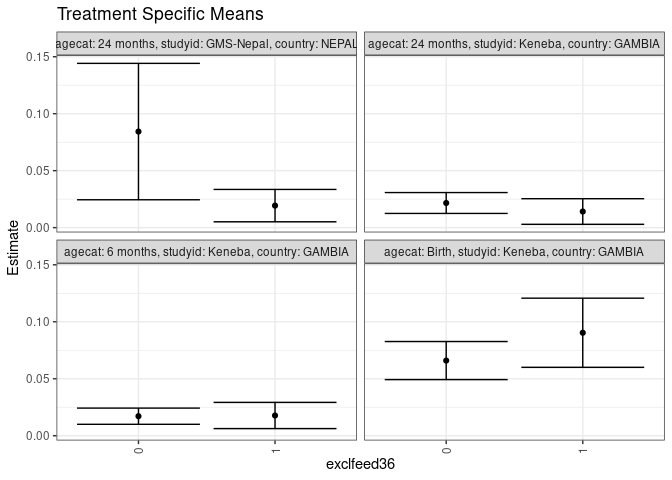 Treatment Specific Means
agecat: 24 months, studyid: GMS-Nepal, country: NEPAL
agecat: 24 months, studyid: Keneba, country: GAMBIA
0.15
0.10
0.05
0.00
agecat: 6 months, studyid: Keneba, country: GAMBIA
agecat: Birth, studyid: Keneba, country: GAMBIA
0.15
0.10
0.05
0.00
Estimate
0
1
0
1
exclfeed36